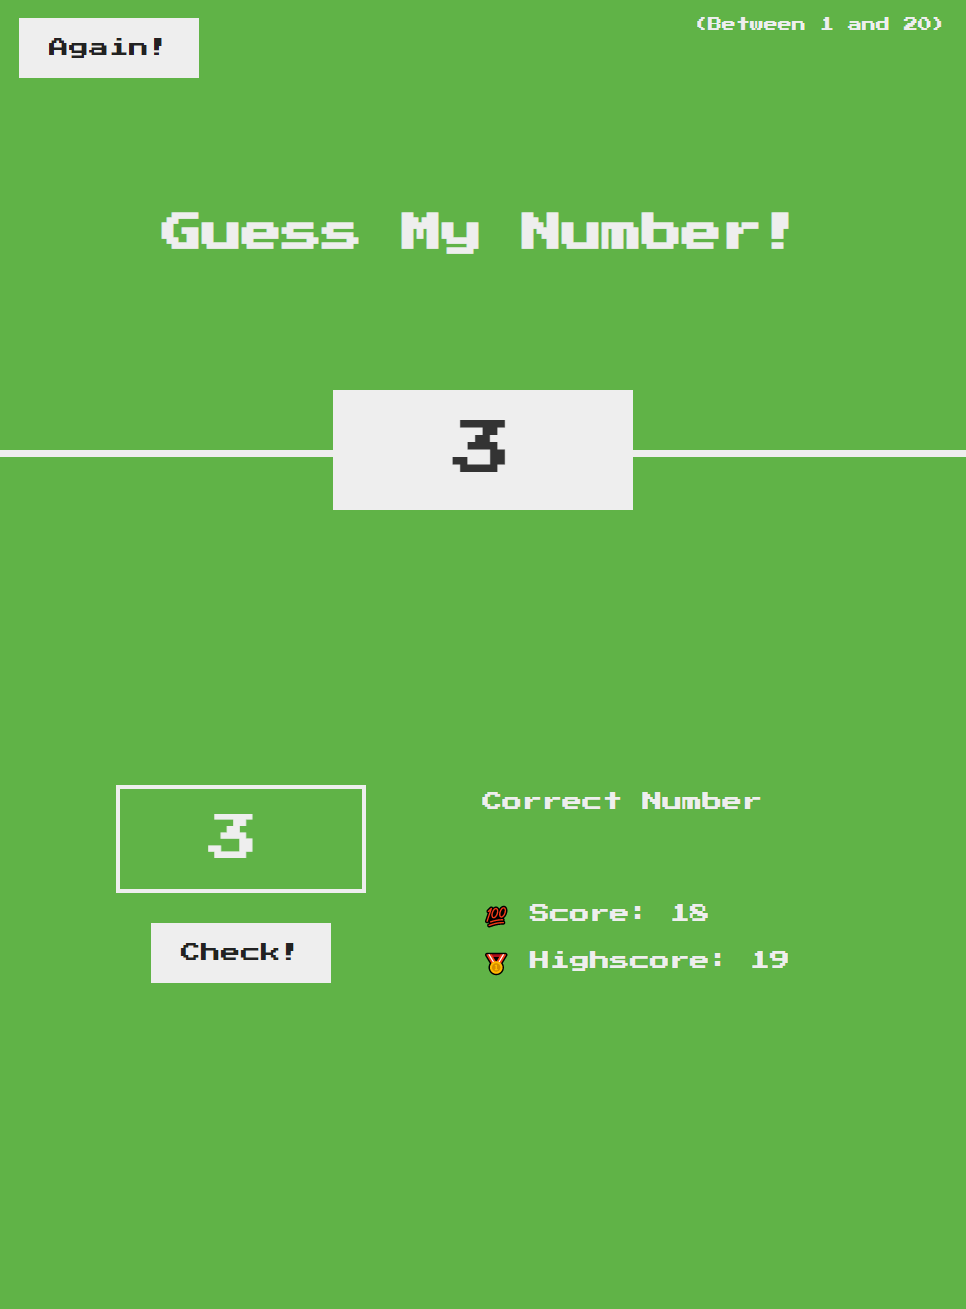 Again!
(Between 1 and 20)
Guess My Number!
3
3
Check!
Correct Number
💯 Score: 18
🥇 Highscore: 19